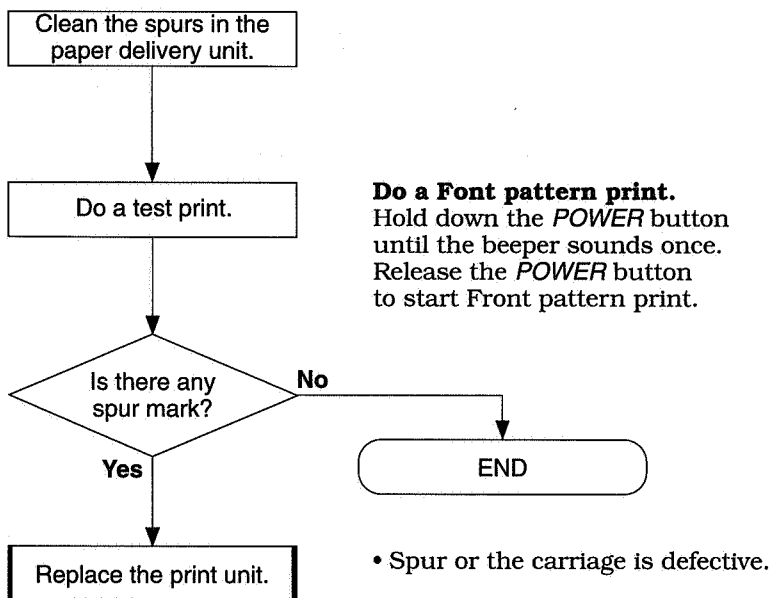 Clean the spurs in the
paper delivery unit.
Do a test print.
Do a Font pattern print.
Hold down the POWER button
until the beeper sounds once.
Release the POWER button
to start Front pattern print.
Is there any
spur mark?
No
Yes
END
Replace the print unit.
• Spur or the carriage is defective.